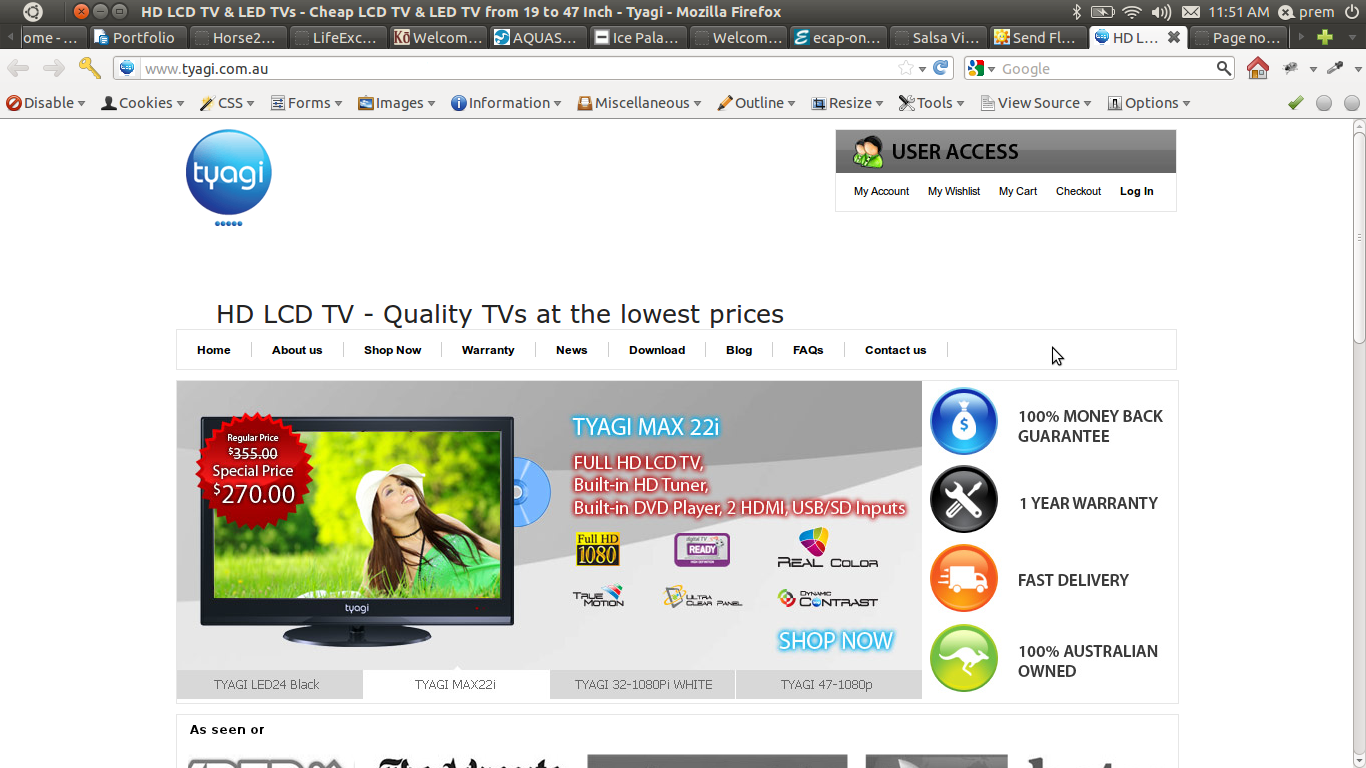 HD LCD TV & LED TVs - Cheap LCD TV & LED TV from 19 to 47 Inch - Tyagi - Mozilla Firefox
11:51 AM
prem
ome - ...
Portfolio
Horse2...
LifeExc...
Welcom...
AQUAS...
Ice Pala...
Welcom...
ecap-on...
Salsa Vi...
Send Fl...
HD L...
Page no...
www.tyagi.com.au
Google
Disable
Cookies
CSS
Forms
Images
Information
Miscellaneous
Outline
Resize
Tools
View Source
Options
tyagi
USER ACCESS
My Account
My Wishlist
My Cart
Checkout
Log In
HD LCD TV - Quality TVs at the lowest prices
Home
About us
Shop Now
Warranty
News
Download
Blog
FAQs
Contact us
Regular Price
$355.00
Special Price
$270.00
tyagi
TYAGI MAX 22i
FULL HD LCD TV,
Built-in HD Tuner,
Built-in DVD Player, 2 HDMI, USB/SD Inputs
Full HD
1080
digital TV
READY
HIGH DEFINITION
REAL COLOR
TRUE
MOTION
ULTRA
CLEAR PANEL
DYNAMIC
CONTRAST
SHOP NOW
TYAGI LED24 Black
TYAGI MAX22i
TYAGI 32-1080Pi WHITE
TYAGI 47-1080p
100% MONEY BACK
GUARANTEE
1 YEAR WARRANTY
FAST DELIVERY
100% AUSTRALIAN
OWNED
As seen or